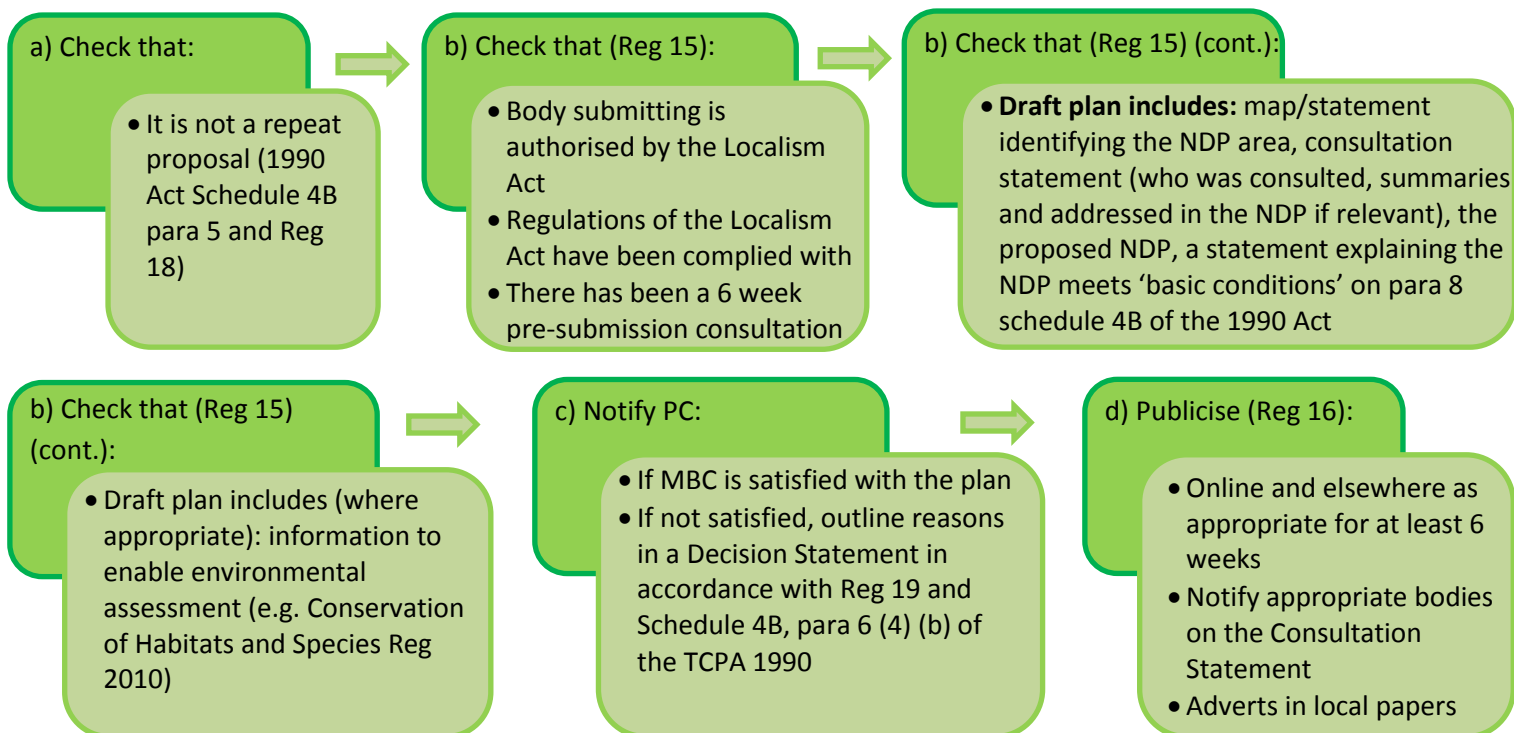 a) Check that:
• It is not a repeat
proposal (1990
Act Schedule 4B
para 5 and Reg
18)
b) Check that (Reg 15):
• Body submitting is
authorised by the Localism
Act
• Regulations of the Localism
Act have been complied with
• There has been a 6 week
pre-submission consultation
b) Check that (Reg 15) (cont.):
• Draft plan includes: map/statement
identifying the NDP area, consultation
statement (who was consulted, summaries
and addressed in the NDP if relevant), the
proposed NDP, a statement explaining the
NDP meets ‘basic conditions’ on para 8
schedule 4B of the 1990 Act
b) Check that (Reg 15)
(cont.):
• Draft plan includes (where
appropriate): information to
enable environmental
assessment (e.g. Conservation
of Habitats and Species Reg
2010)
c) Notify PC:
• If MBC is satisfied with the plan
• If not satisfied, outline reasons
in a Decision Statement in
accordance with Reg 19 and
Schedule 4B, para 6 (4) (b) of
the TCPA 1990
d) Publicise (Reg 16):
• Online and elsewhere as
appropriate for at least 6
weeks
• Notify appropriate bodies
on the Consultation
Statement
• Adverts in local papers